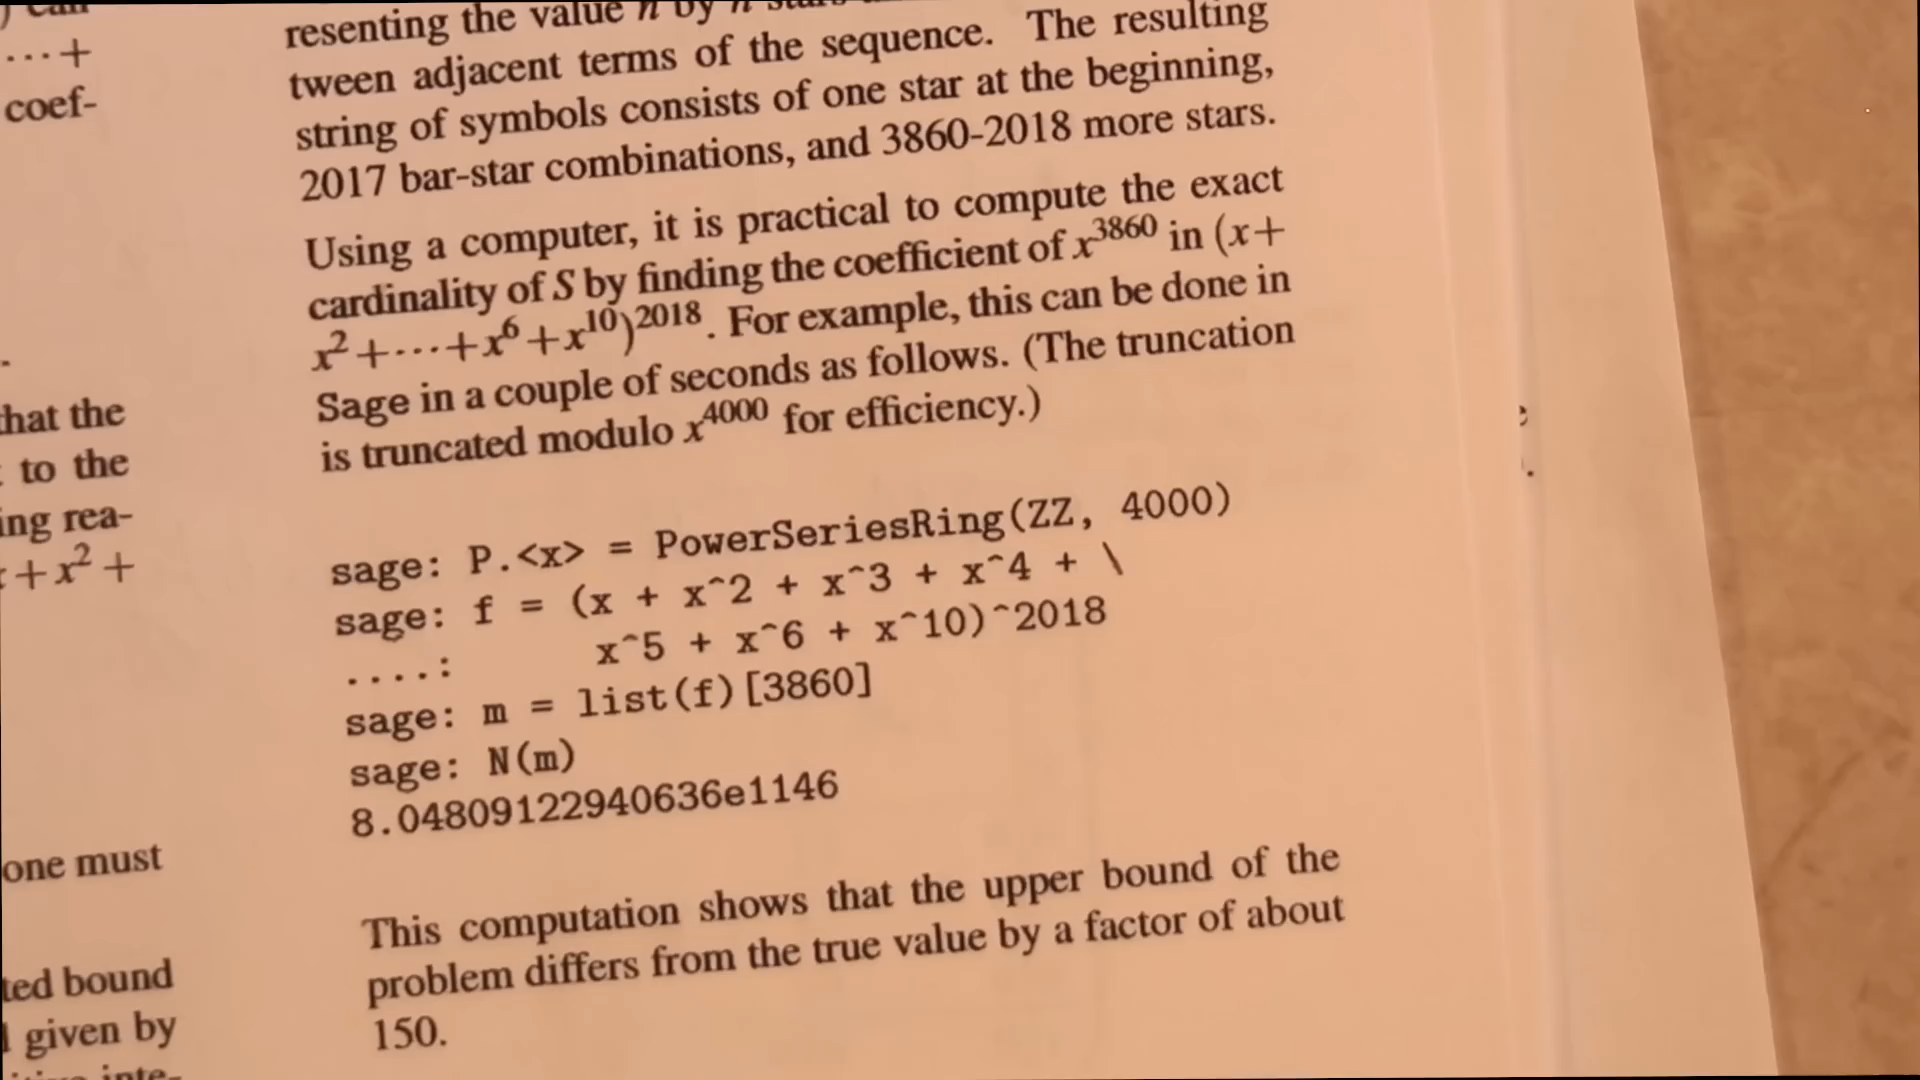 ··· +
coef-
hat the
to the
ing rea-
+ x² +
one must
ted bound
given by
resenting the value n by n
tween adjacent terms of the sequence. The resulting
string of symbols consists of one star at the beginning,
2017 bar-star combinations, and 3860-2018 more stars.
Using a computer, it is practical to compute the exact
cardinality of S by finding the coefficient of x³⁸⁶⁰ in (x+
x²+···+x⁶+x¹⁰)²⁰¹⁸. For example, this can be done in
Sage in a couple of seconds as follows. (The truncation
is truncated modulo x⁴⁰⁰⁰ for efficiency.)
sage: P.<x> = PowerSeriesRing(ZZ, 4000)
sage: f = (x + x^2 + x^3 + x^4 + \
....: x^5 + x^6 + x^10)^2018
sage: m = list(f)[3860]
sage: N(m)
8.04809122940636e1146
This computation shows that the upper bound of the
problem differs from the true value by a factor of about
150.